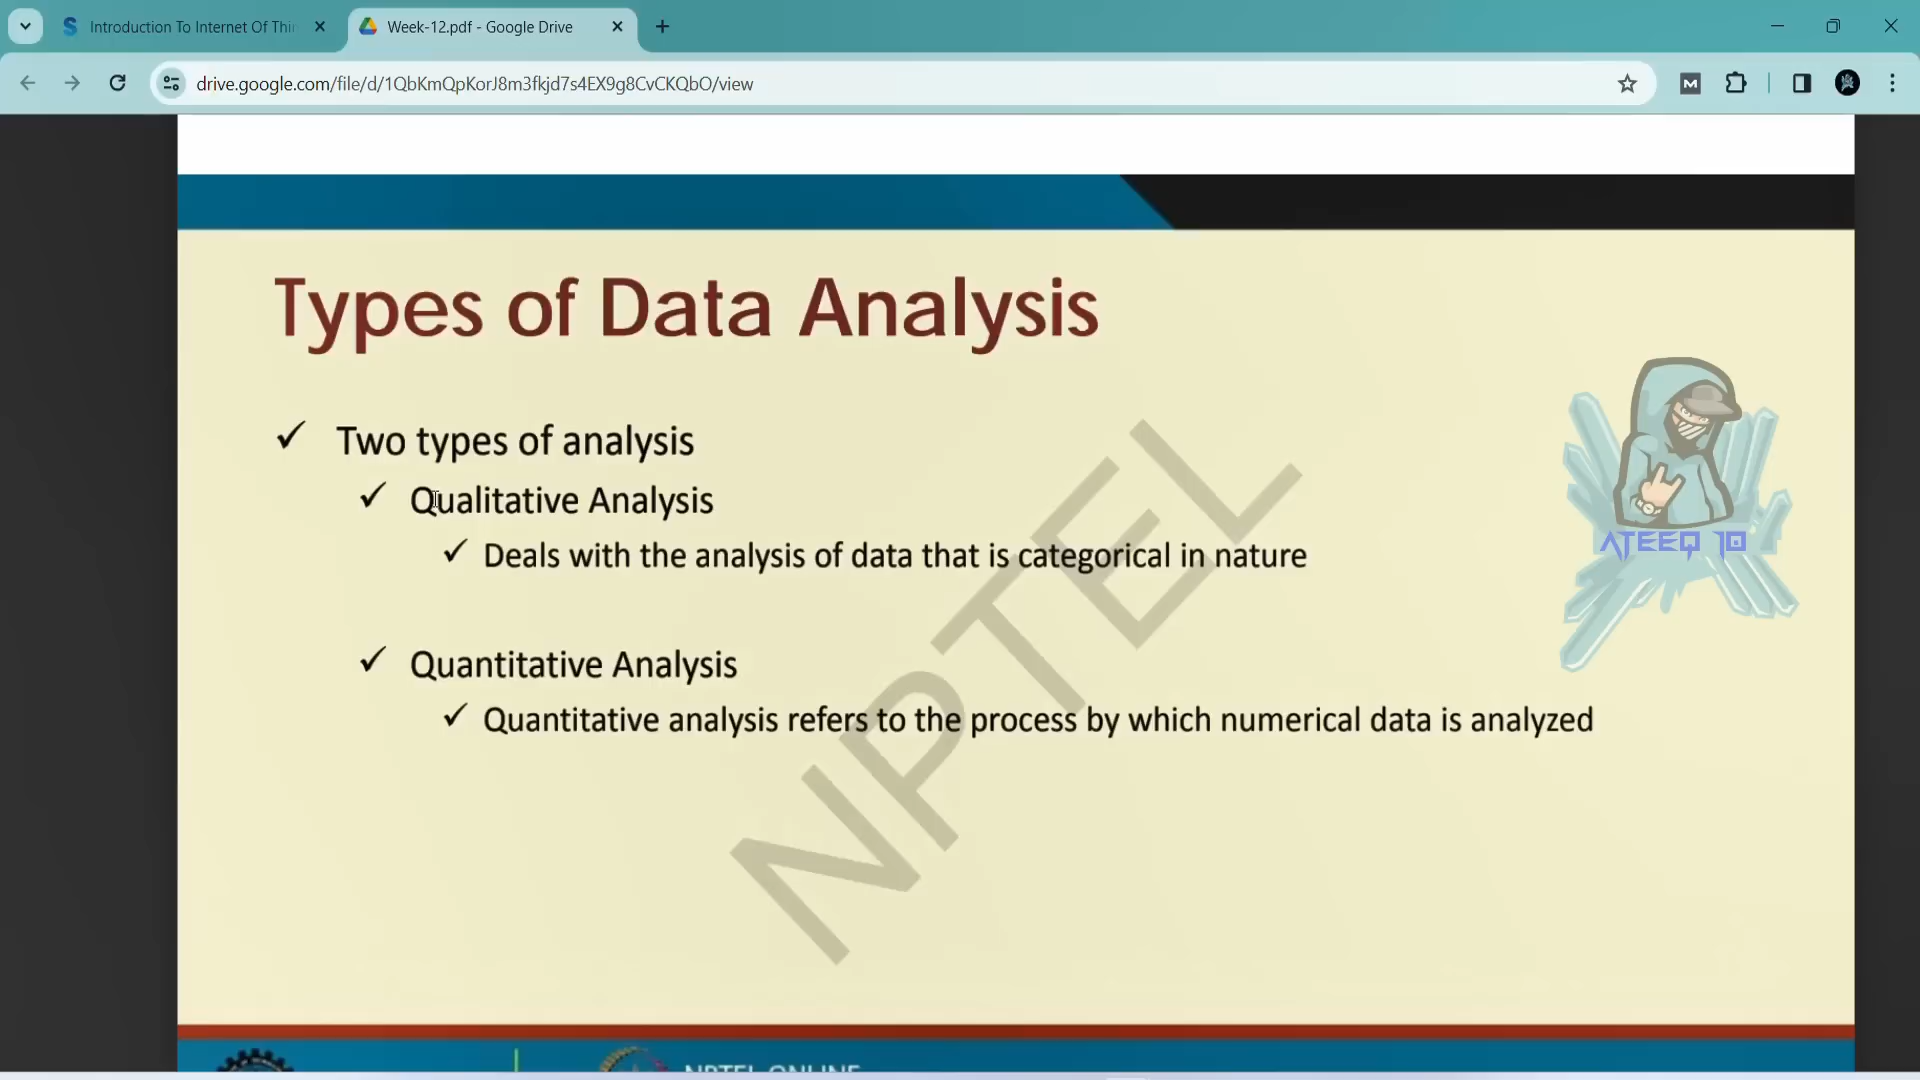 Introduction To Internet Of Thi
Week-12.pdf - Google Drive
drive.google.com/file/d/1QbKmQpKorJ8m3fkjd7s4EX9g8CvCKQbO/view
Types of Data Analysis
Two types of analysis
Qualitative Analysis
Deals with the analysis of data that is categorical in nature
Quantitative Analysis
Quantitative analysis refers to the process by which numerical data is analyzed
NPTEL
ATEEQ 10
NPTEL ONLINE